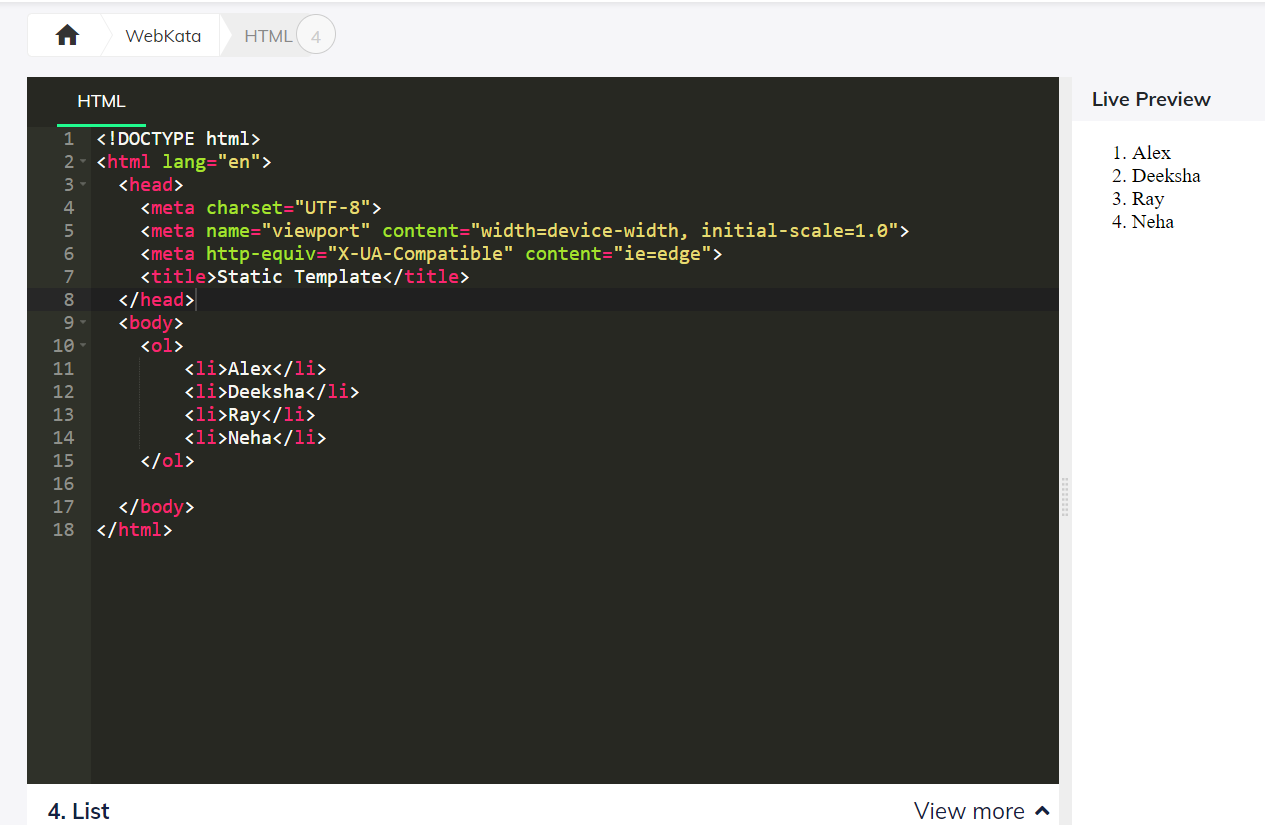 WebKata
HTML 4
HTML
1 <!DOCTYPE html>
2 <html lang="en">
3 <head>
4 <meta charset="UTF-8">
5 <meta name="viewport" content="width=device-width, initial-scale=1.0">
6 <meta http-equiv="X-UA-Compatible" content="ie=edge">
7 <title>Static Template</title>
8 </head>
9 <body>
10 <ol>
11 <li>Alex</li>
12 <li>Deeksha</li>
13 <li>Ray</li>
14 <li>Neha</li>
15 </ol>
16
17 </body>
18 </html>
Live Preview
1. Alex
2. Deeksha
3. Ray
4. Neha
4. List
View more